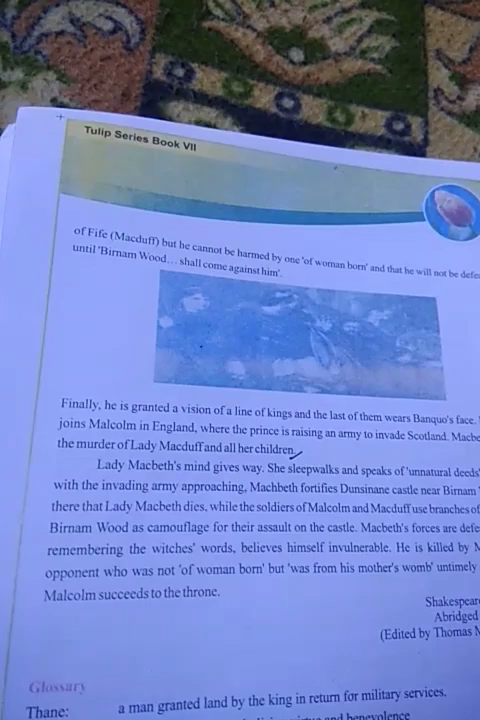 Tulip Series Book VII
of Fife (Macduff) but he cannot be harmed by one 'of woman born' and that he will not be defe
until 'Birnam Wood... shall come against him'.
Finally, he is granted a vision of a line of kings and the last of them wears Banquo's face.
joins Malcolm in England, where the prince is raising an army to invade Scotland. Macbe
the murder of Lady Macduff and all her children.
Lady Macbeth's mind gives way. She sleepwalks and speaks of 'unnatural deeds'
with the invading army approaching, Machbeth fortifies Dunsinane castle near Birnam
there that Lady Macbeth dies, while the soldiers of Malcolm and Macduff use branches of
Birnam Wood as camouflage for their assault on the castle. Macbeth's forces are defe
remembering the witches' words, believes himself invulnerable. He is killed by M
opponent who was not 'of woman born' but 'was from his mother's womb' untimely
Malcolm succeeds to the throne.
Shakespear
Abridged
(Edited by Thomas M
Glossary
Thane: a man granted land by the king in return for military services.
and benevolence